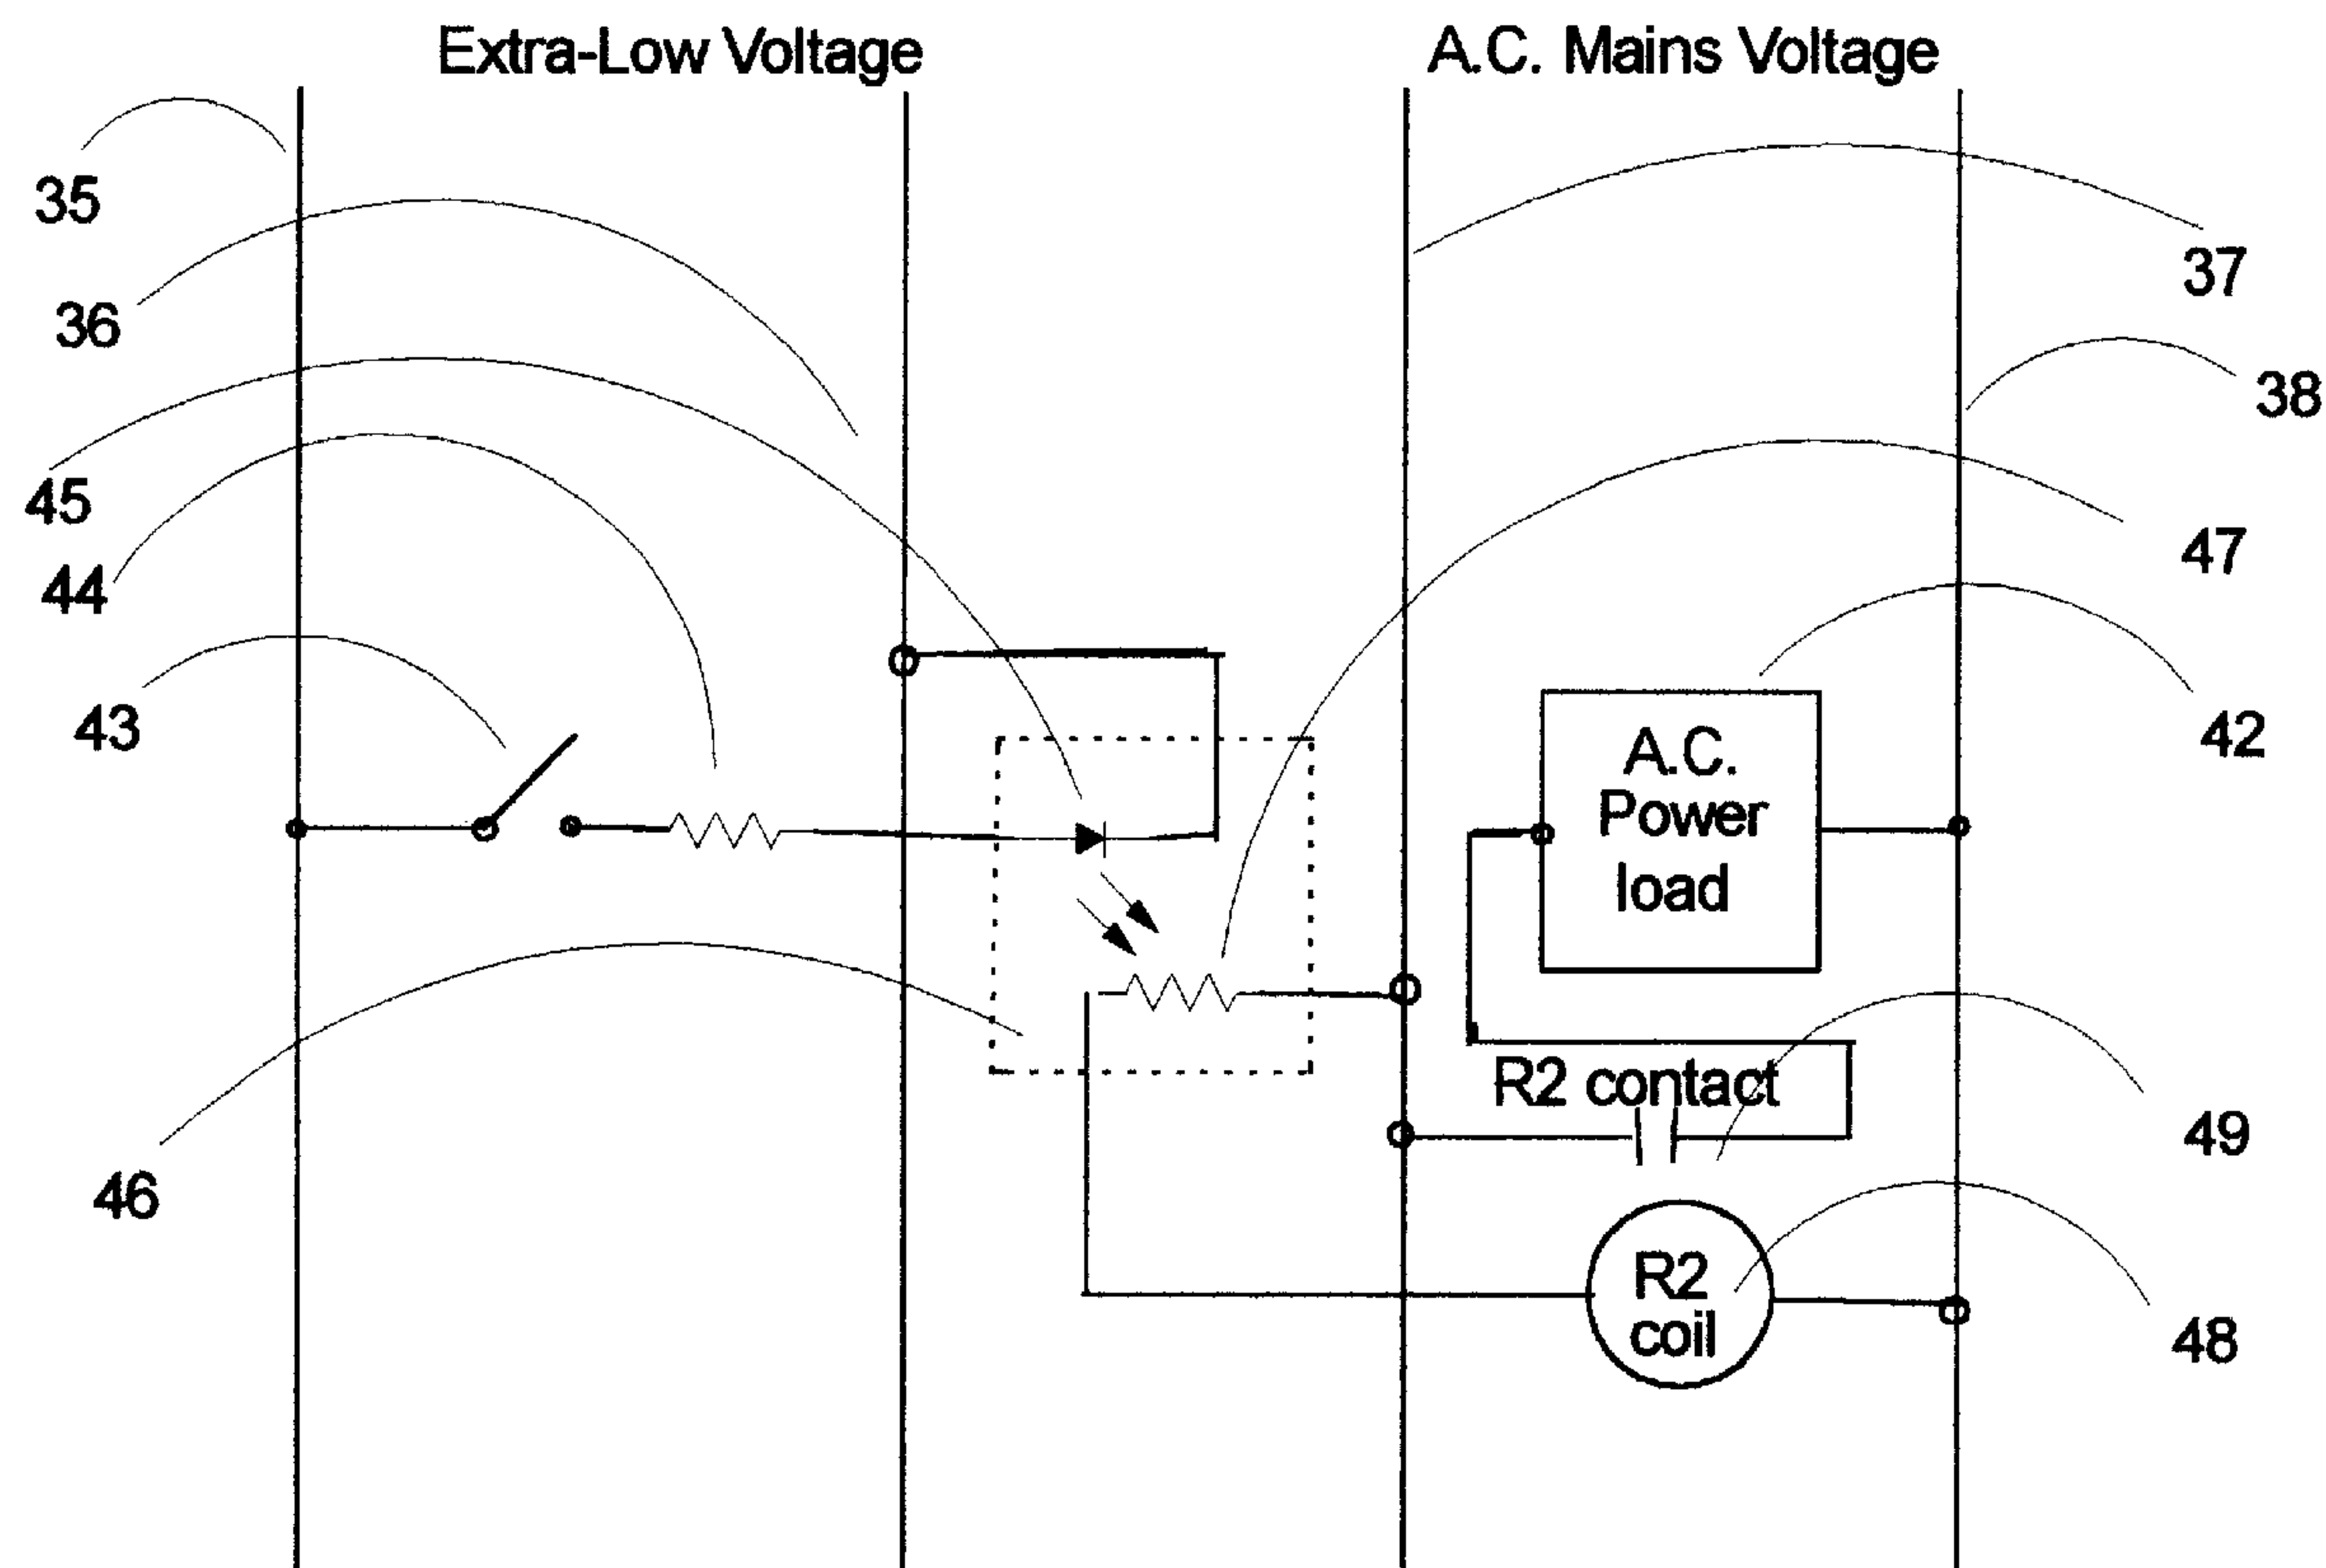 Extra-Low Voltage
A.C. Mains Voltage
35
36
45
44
43
46
37
38
47
42
A.C.
Power
load
R2 contact
49
R2
coil
48